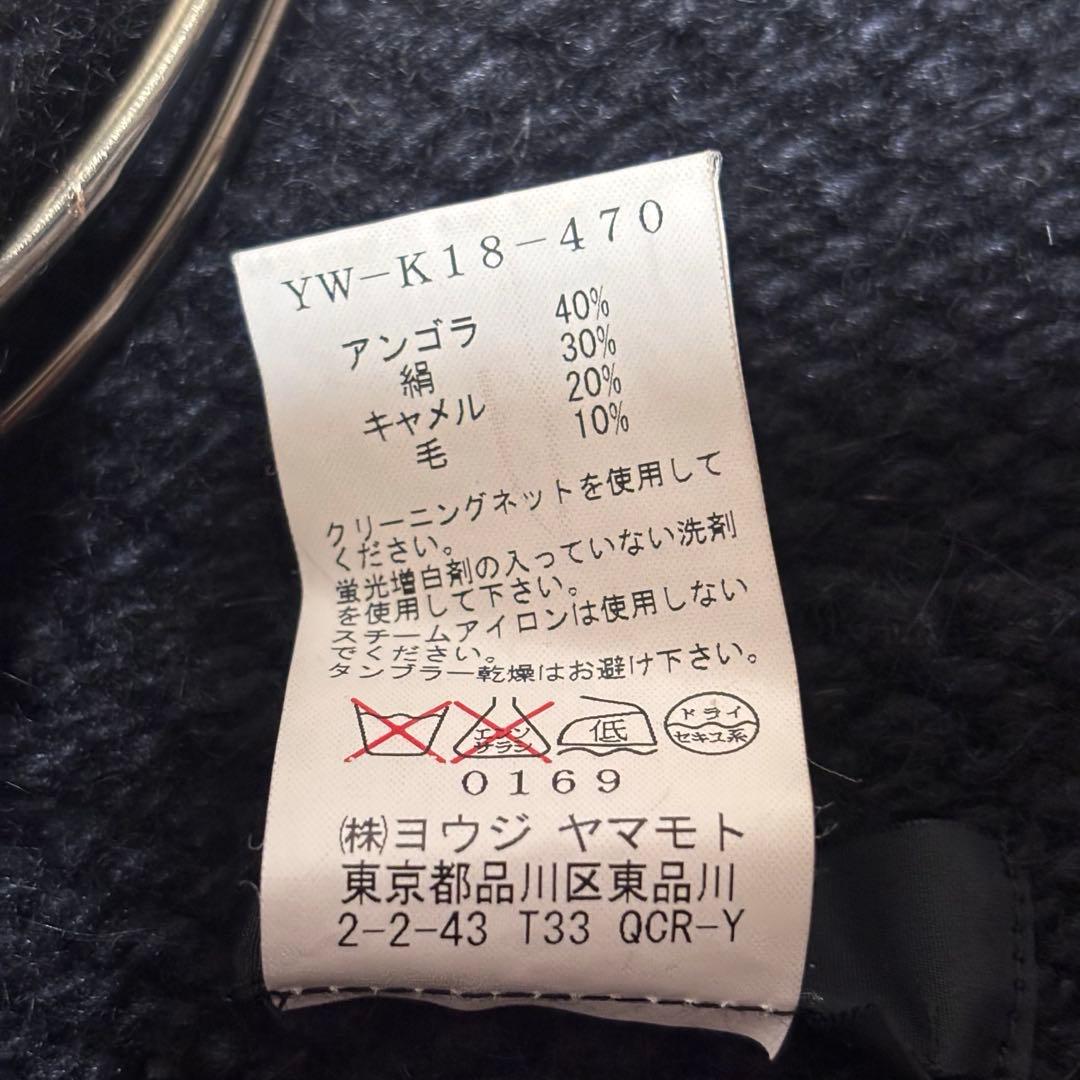 YW-K18-470
アンゴラ 40%
絹 30%
キャメル 20%
毛 10%
クリーニングネットを使用して
ください。
蛍光増白剤の入っていない洗剤
を使用して下さい。
スチームアイロンは使用しない
でください。
タンブラー乾燥はお避け下さい。
エンソ
サラシ
低
ドライ
セキユ系
0169
㈱ヨウジ ヤマモト
東京都品川区東品川
2-2-43 T33 QCR-Y